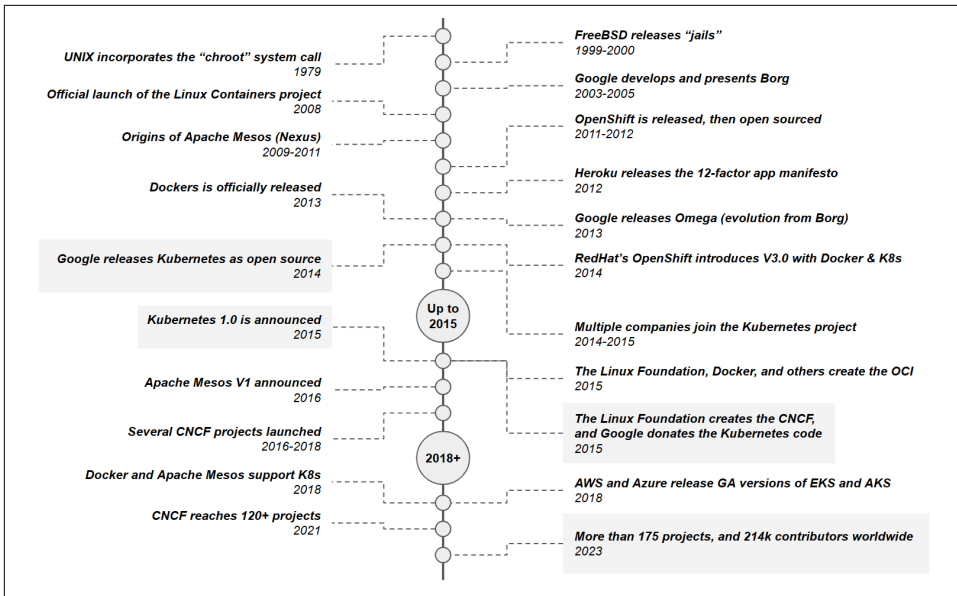 UNIX incorporates the “chroot” system call
1979
FreeBSD releases “jails”
1999-2000
Google develops and presents Borg
2003-2005
Official launch of the Linux Containers project
2008
Origins of Apache Mesos (Nexus)
2009-2011
OpenShift is released, then open sourced
2011-2012
Heroku releases the 12-factor app manifesto
2012
Dockers is officially released
2013
Google releases Omega (evolution from Borg)
2013
Google releases Kubernetes as open source
2014
RedHat’s OpenShift introduces V3.0 with Docker & K8s
2014
Multiple companies join the Kubernetes project
2014-2015
Up to
2015
Kubernetes 1.0 is announced
2015
The Linux Foundation, Docker, and others create the OCI
2015
The Linux Foundation creates the CNCF,
and Google donates the Kubernetes code
2015
Apache Mesos V1 announced
2016
Several CNCF projects launched
2016-2018
2018+
Docker and Apache Mesos support K8s
2018
AWS and Azure release GA versions of EKS and AKS
2018
CNCF reaches 120+ projects
2021
More than 175 projects, and 214k contributors worldwide
2023